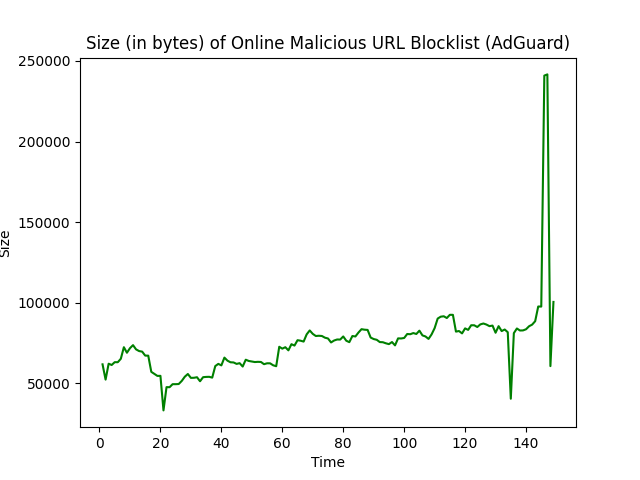 Size (in bytes) of Online Malicious URL Blocklist (AdGuard)
250000
200000
150000
100000
50000
Size
0 20 40 60 80 100 120 140
Time